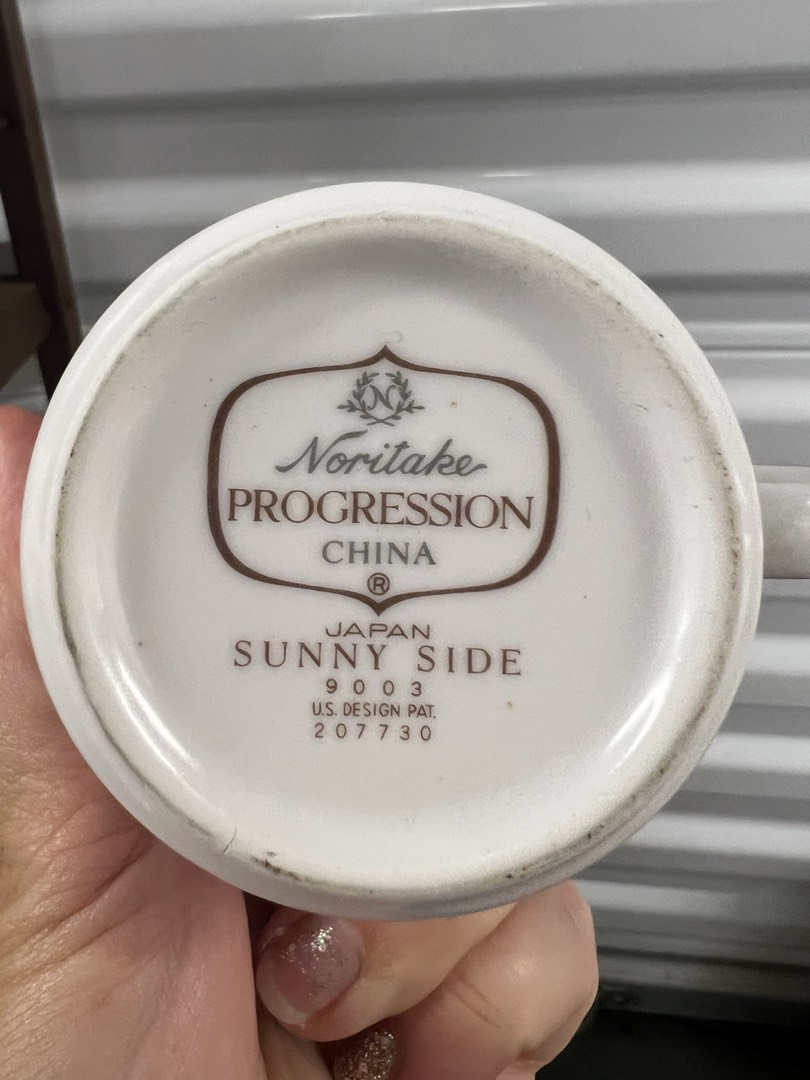 N
Noritake
PROGRESSION
CHINA
®
JAPAN
SUNNY SIDE
9003
U.S. DESIGN PAT.
207730